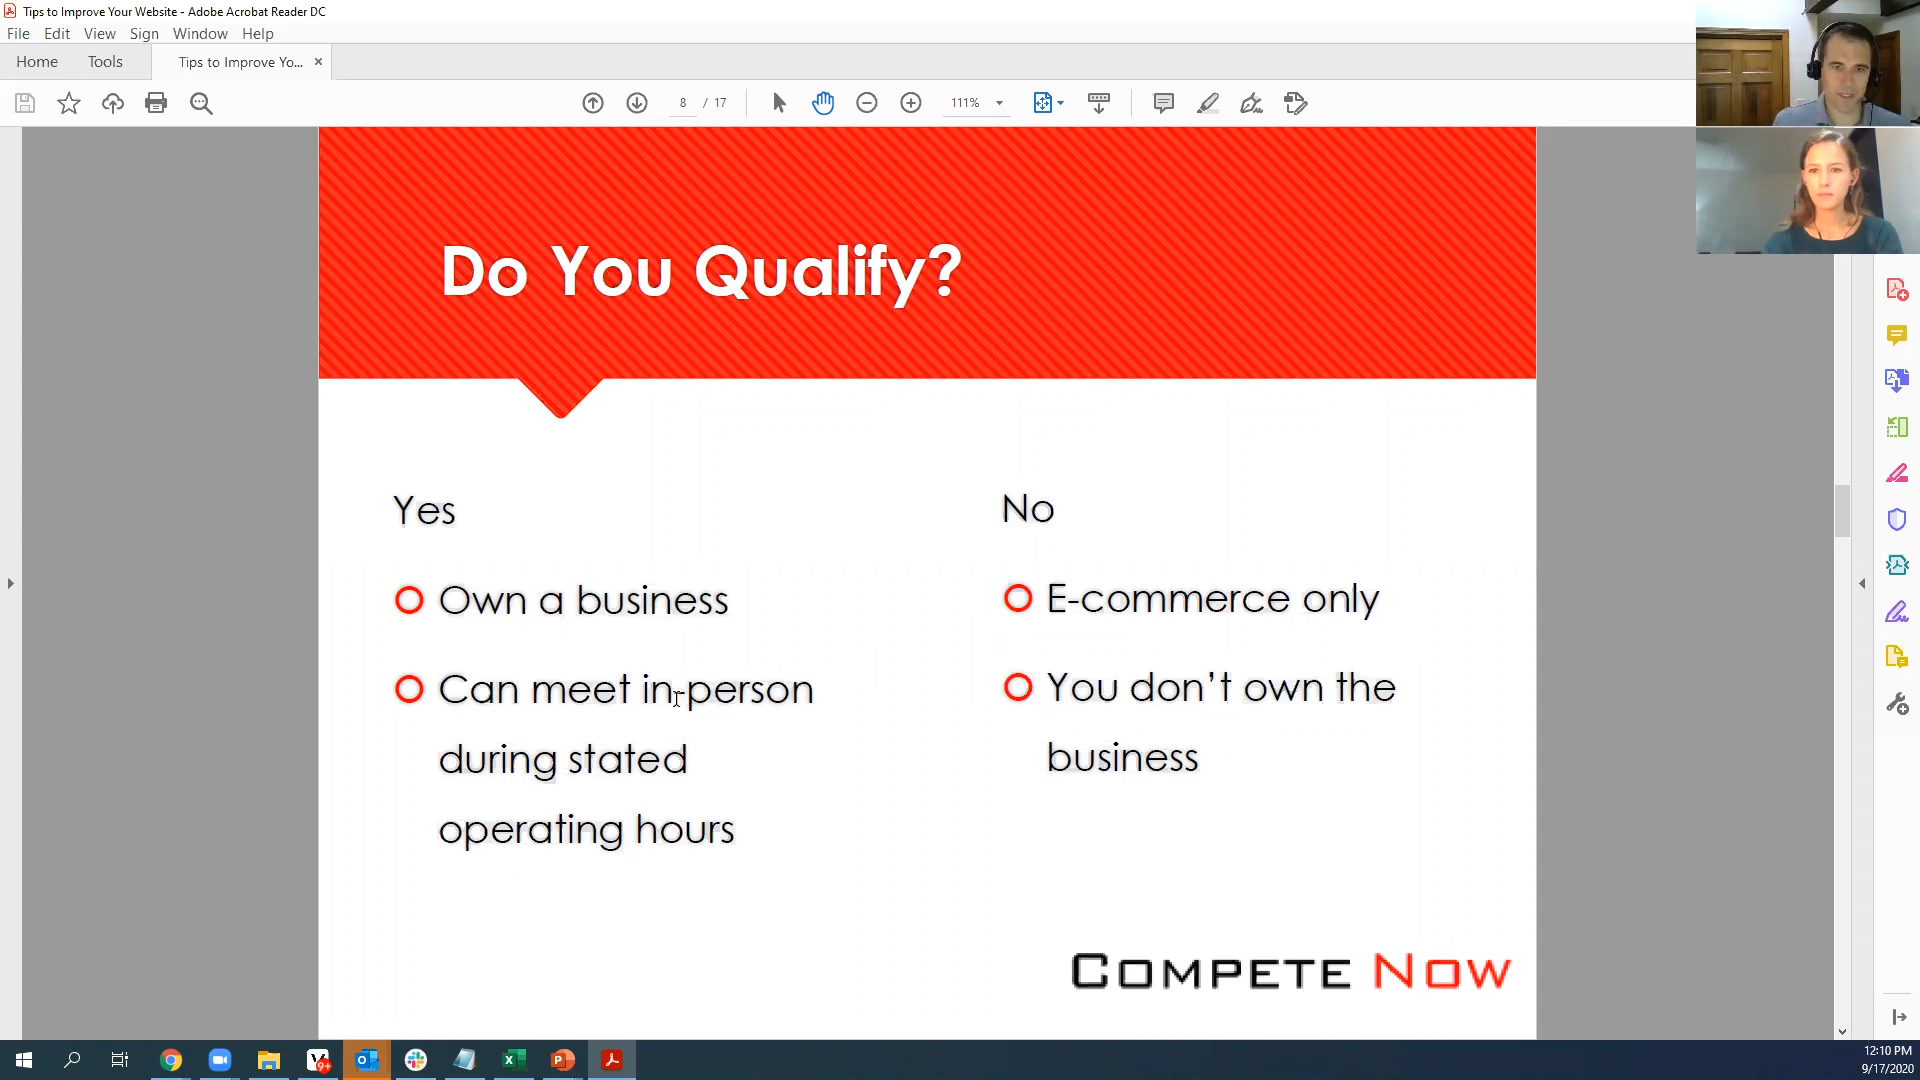 Tips to Improve Your Website - Adobe Acrobat Reader DC
File Edit View Sign Window Help
Home Tools Tips to Improve Yo... ×
8 / 17 111%
Do You Qualify?
Yes
Own a business
Can meet in-person
during stated
operating hours
No
E-commerce only
You don't own the
business
COMPETE NOW
9+
12:10 PM
9/17/2020